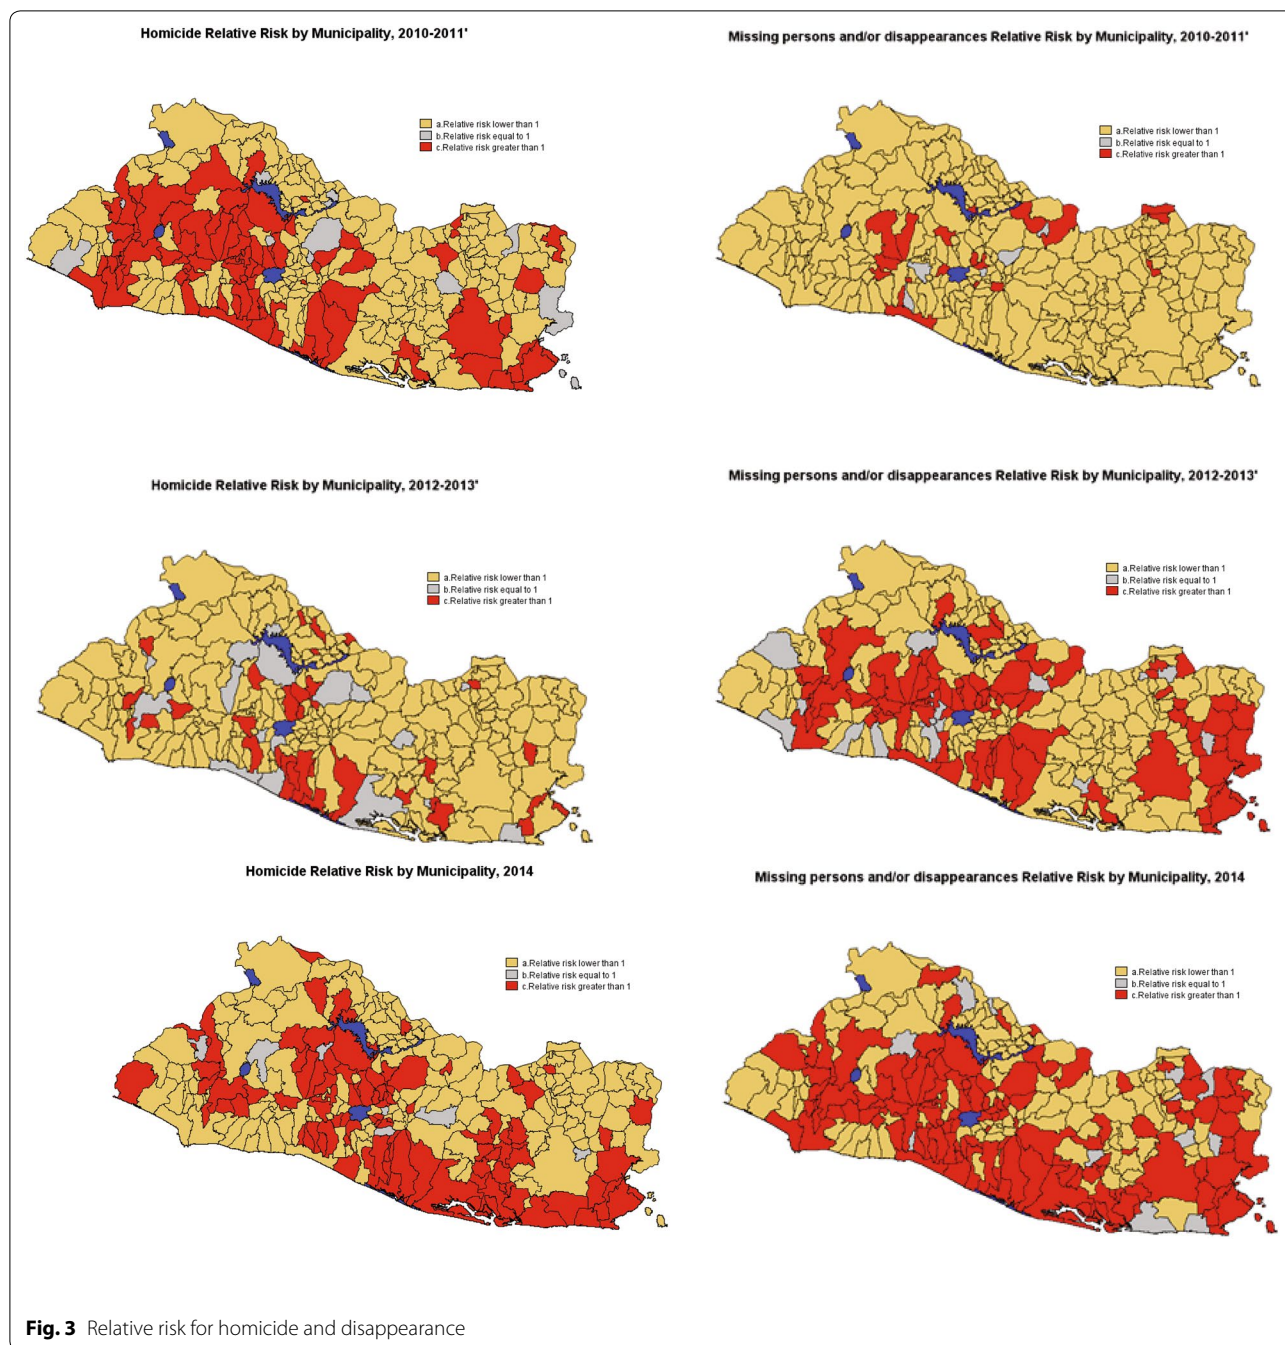 Homicide Relative Risk by Municipality, 2010-2011'
Missing persons and/or disappearances Relative Risk by Municipality, 2010-2011'
a.Relative risk lower than 1
b.Relative risk equal to 1
c.Relative risk greater than 1
a.Relative risk lower than 1
b.Relative risk equal to 1
c.Relative risk greater than 1
Homicide Relative Risk by Municipality, 2012-2013'
Missing persons and/or disappearances Relative Risk by Municipality, 2012-2013'
a.Relative risk lower than 1
b.Relative risk equal to 1
c.Relative risk greater than 1
a.Relative risk lower than 1
b.Relative risk equal to 1
c.Relative risk greater than 1
Homicide Relative Risk by Municipality, 2014
Missing persons and/or disappearances Relative Risk by Municipality, 2014
a.Relative risk lower than 1
b.Relative risk equal to 1
c.Relative risk greater than 1
a.Relative risk lower than 1
b.Relative risk equal to 1
c.Relative risk greater than 1
Fig. 3 Relative risk for homicide and disappearance